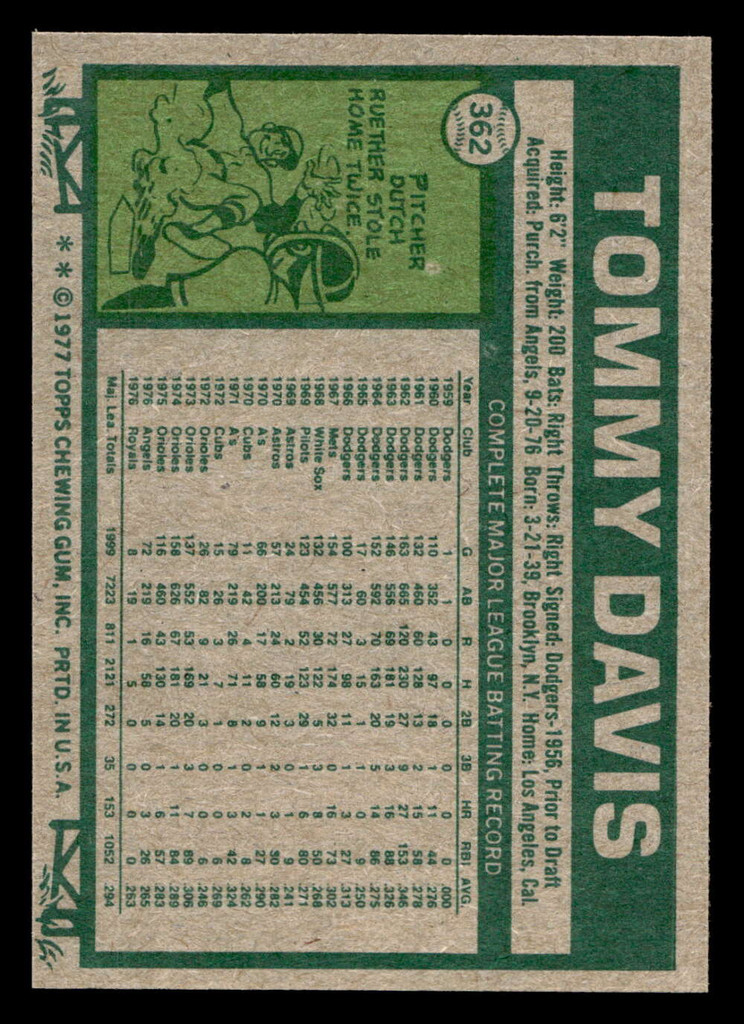 TOMMY DAVIS
362
Height: 6'2" Weight: 200 Bats: Right Throws: Right Signed: Dodgers-1956, Prior to Draft
Acquired: Purch. from Angels, 9-20-76 Born: 3-21-39, Brooklyn, N.Y. Home: Los Angeles, Cal.
PITCHER
DUTCH
RUETHER STOLE
HOME TWICE.
COMPLETE MAJOR LEAGUE BATTING RECORD
Year Club G AB R H 2B 3B HR RBI AVG.
1959 Dodgers 1 1 0 0 0 0 0 0 .000
1960 Dodgers 110 352 43 97 18 1 11 44 .276
1961 Dodgers 132 460 60 128 13 2 15 58 .278
1962 Dodgers 163 665 120 230 27 9 27 153 .346
1963 Dodgers 146 556 69 181 19 3 16 88 .326
1964 Dodgers 152 592 70 163 20 5 14 86 .275
1965 Dodgers 17 60 3 15 1 1 0 9 .250
1966 Dodgers 100 313 27 98 11 1 3 27 .313
1967 Mets 154 577 72 174 32 0 16 73 .302
1968 White Sox 132 456 30 122 5 3 8 50 .268
1969 Pilots 123 454 52 123 29 1 6 80 .271
1969 Astros 24 79 2 19 3 0 1 9 .241
1970 Astros 57 213 24 60 12 2 3 30 .282
1970 A's 66 200 17 58 9 1 1 27 .290
1970 Cubs 11 42 4 11 2 0 2 8 .262
1971 A's 79 219 26 71 8 1 3 42 .324
1972 Cubs 15 26 3 7 1 0 0 6 .269
1972 Orioles 26 82 9 21 3 0 0 6 .246
1973 Orioles 137 552 53 169 20 3 7 89 .306
1974 Orioles 158 626 67 181 20 1 11 84 .289
1975 Orioles 116 460 43 130 14 1 6 57 .283
1976 Angels 72 219 16 58 5 0 3 26 .265
1976 Royals 8 19 1 5 0 0 0 0 .263
Maj. Lea. Totals 1999 7223 811 2121 272 35 153 1052 .294
* * © 1977 TOPPS CHEWING GUM, INC. PRTD. IN U.S.A.